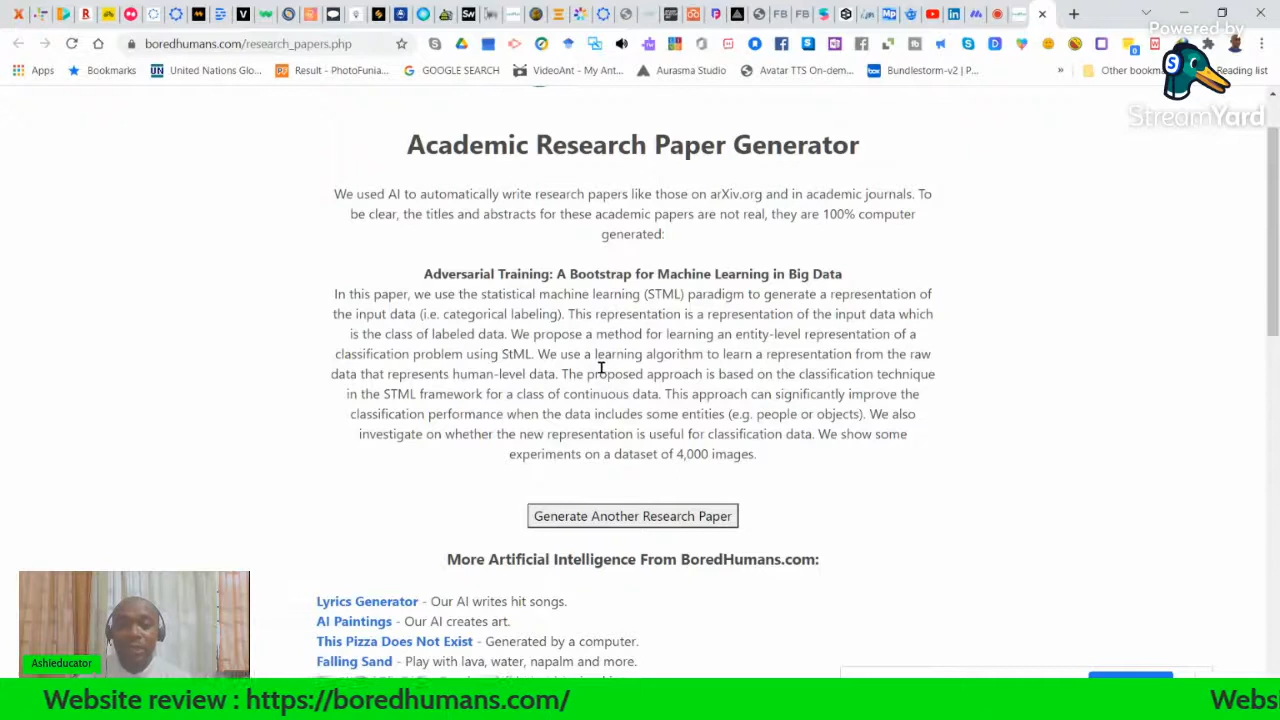 Powered by
boredhumans.com/research_papers.php
StreamYard
Apps
Bookmarks
United Nations Glo...
Result - PhotoFunia...
GOOGLE SEARCH
VideoAnt - My Ant...
Aurasma Studio
Avatar TTS On-dem...
Bundlestorm-v2 | P...
»
Other bookm
Reading list
Academic Research Paper Generator
We used AI to automatically write research papers like those on arXiv.org and in academic journals. To
be clear, the titles and abstracts for these academic papers are not real, they are 100% computer
generated:
Adversarial Training: A Bootstrap for Machine Learning in Big Data
In this paper, we use the statistical machine learning (STML) paradigm to generate a representation of
the input data (i.e. categorical labeling). This representation is a representation of the input data which
is the class of labeled data. We propose a method for learning an entity-level representation of a
classification problem using StML. We use a learning algorithm to learn a representation from the raw
data that represents human-level data. The proposed approach is based on the classification technique
in the STML framework for a class of continuous data. This approach can significantly improve the
classification performance when the data includes some entities (e.g. people or objects). We also
investigate on whether the new representation is useful for classification data. We show some
experiments on a dataset of 4,000 images.
Generate Another Research Paper
More Artificial Intelligence From BoredHumans.com:
Lyrics Generator - Our AI writes hit songs.
AI Paintings - Our AI creates art.
This Pizza Does Not Exist - Generated by a computer.
Falling Sand - Play with lava, water, napalm and more.
Ashieducator
Website review : https://boredhumans.com/
Webs